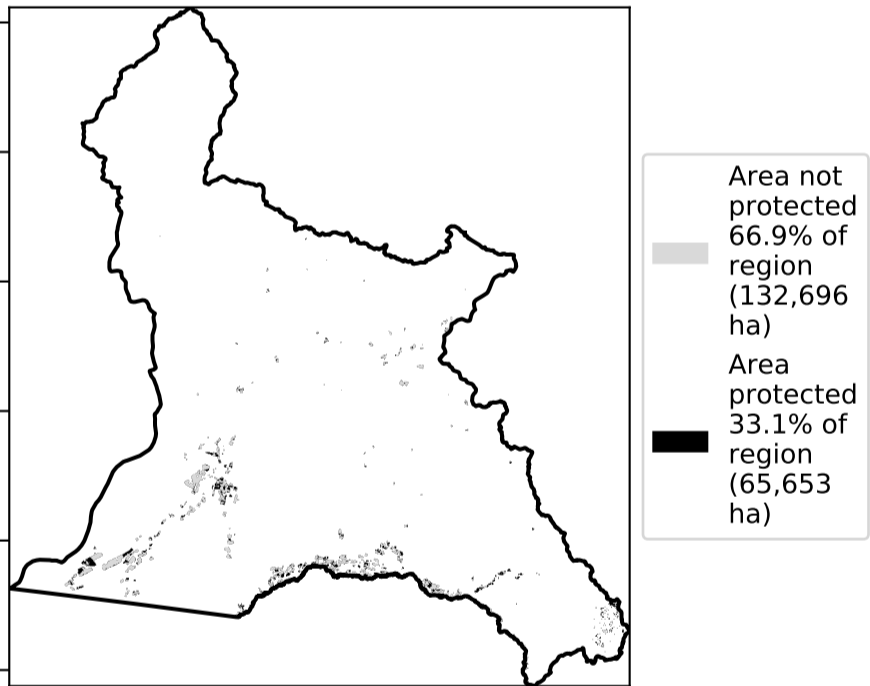 Area not
protected
66.9% of
region
(132,696
ha)
Area
protected
33.1% of
region
(65,653
ha)